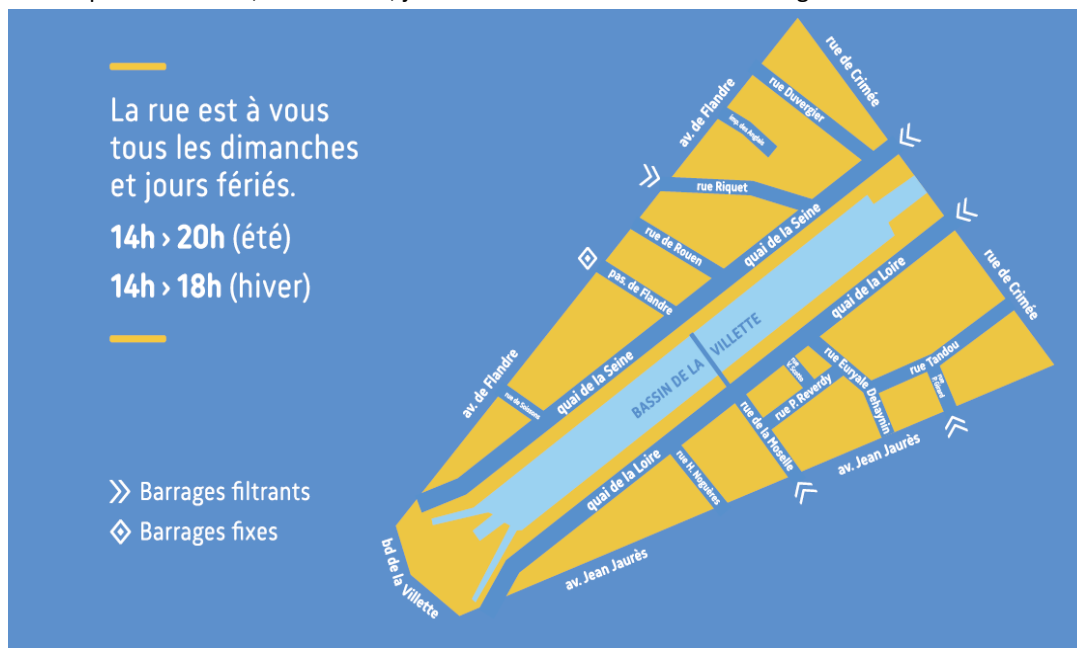 La rue est à vous
tous les dimanches
et jours fériés.
14h › 20h (été)
14h › 18h (hiver)
Barrages filtrants
Barrages fixes
rue de Crimée
rue Duvergier
av. de Flandre
imp. des Anglais
rue Riquet
quai de la Seine
rue de Rouen
pas. de Flandre
quai de la Loire
rue de Crimée
BASSIN DE LA VILLETTE
av. de Flandre
quai de la Seine
rue de Soissons
rue Euryale Dehaynin
rue Tandou
rue P. Reverdy
rue de la Moselle
av. Jean Jaurès
quai de la Loire
rue H. Noguères
av. Jean Jaurès
bd de la Villette